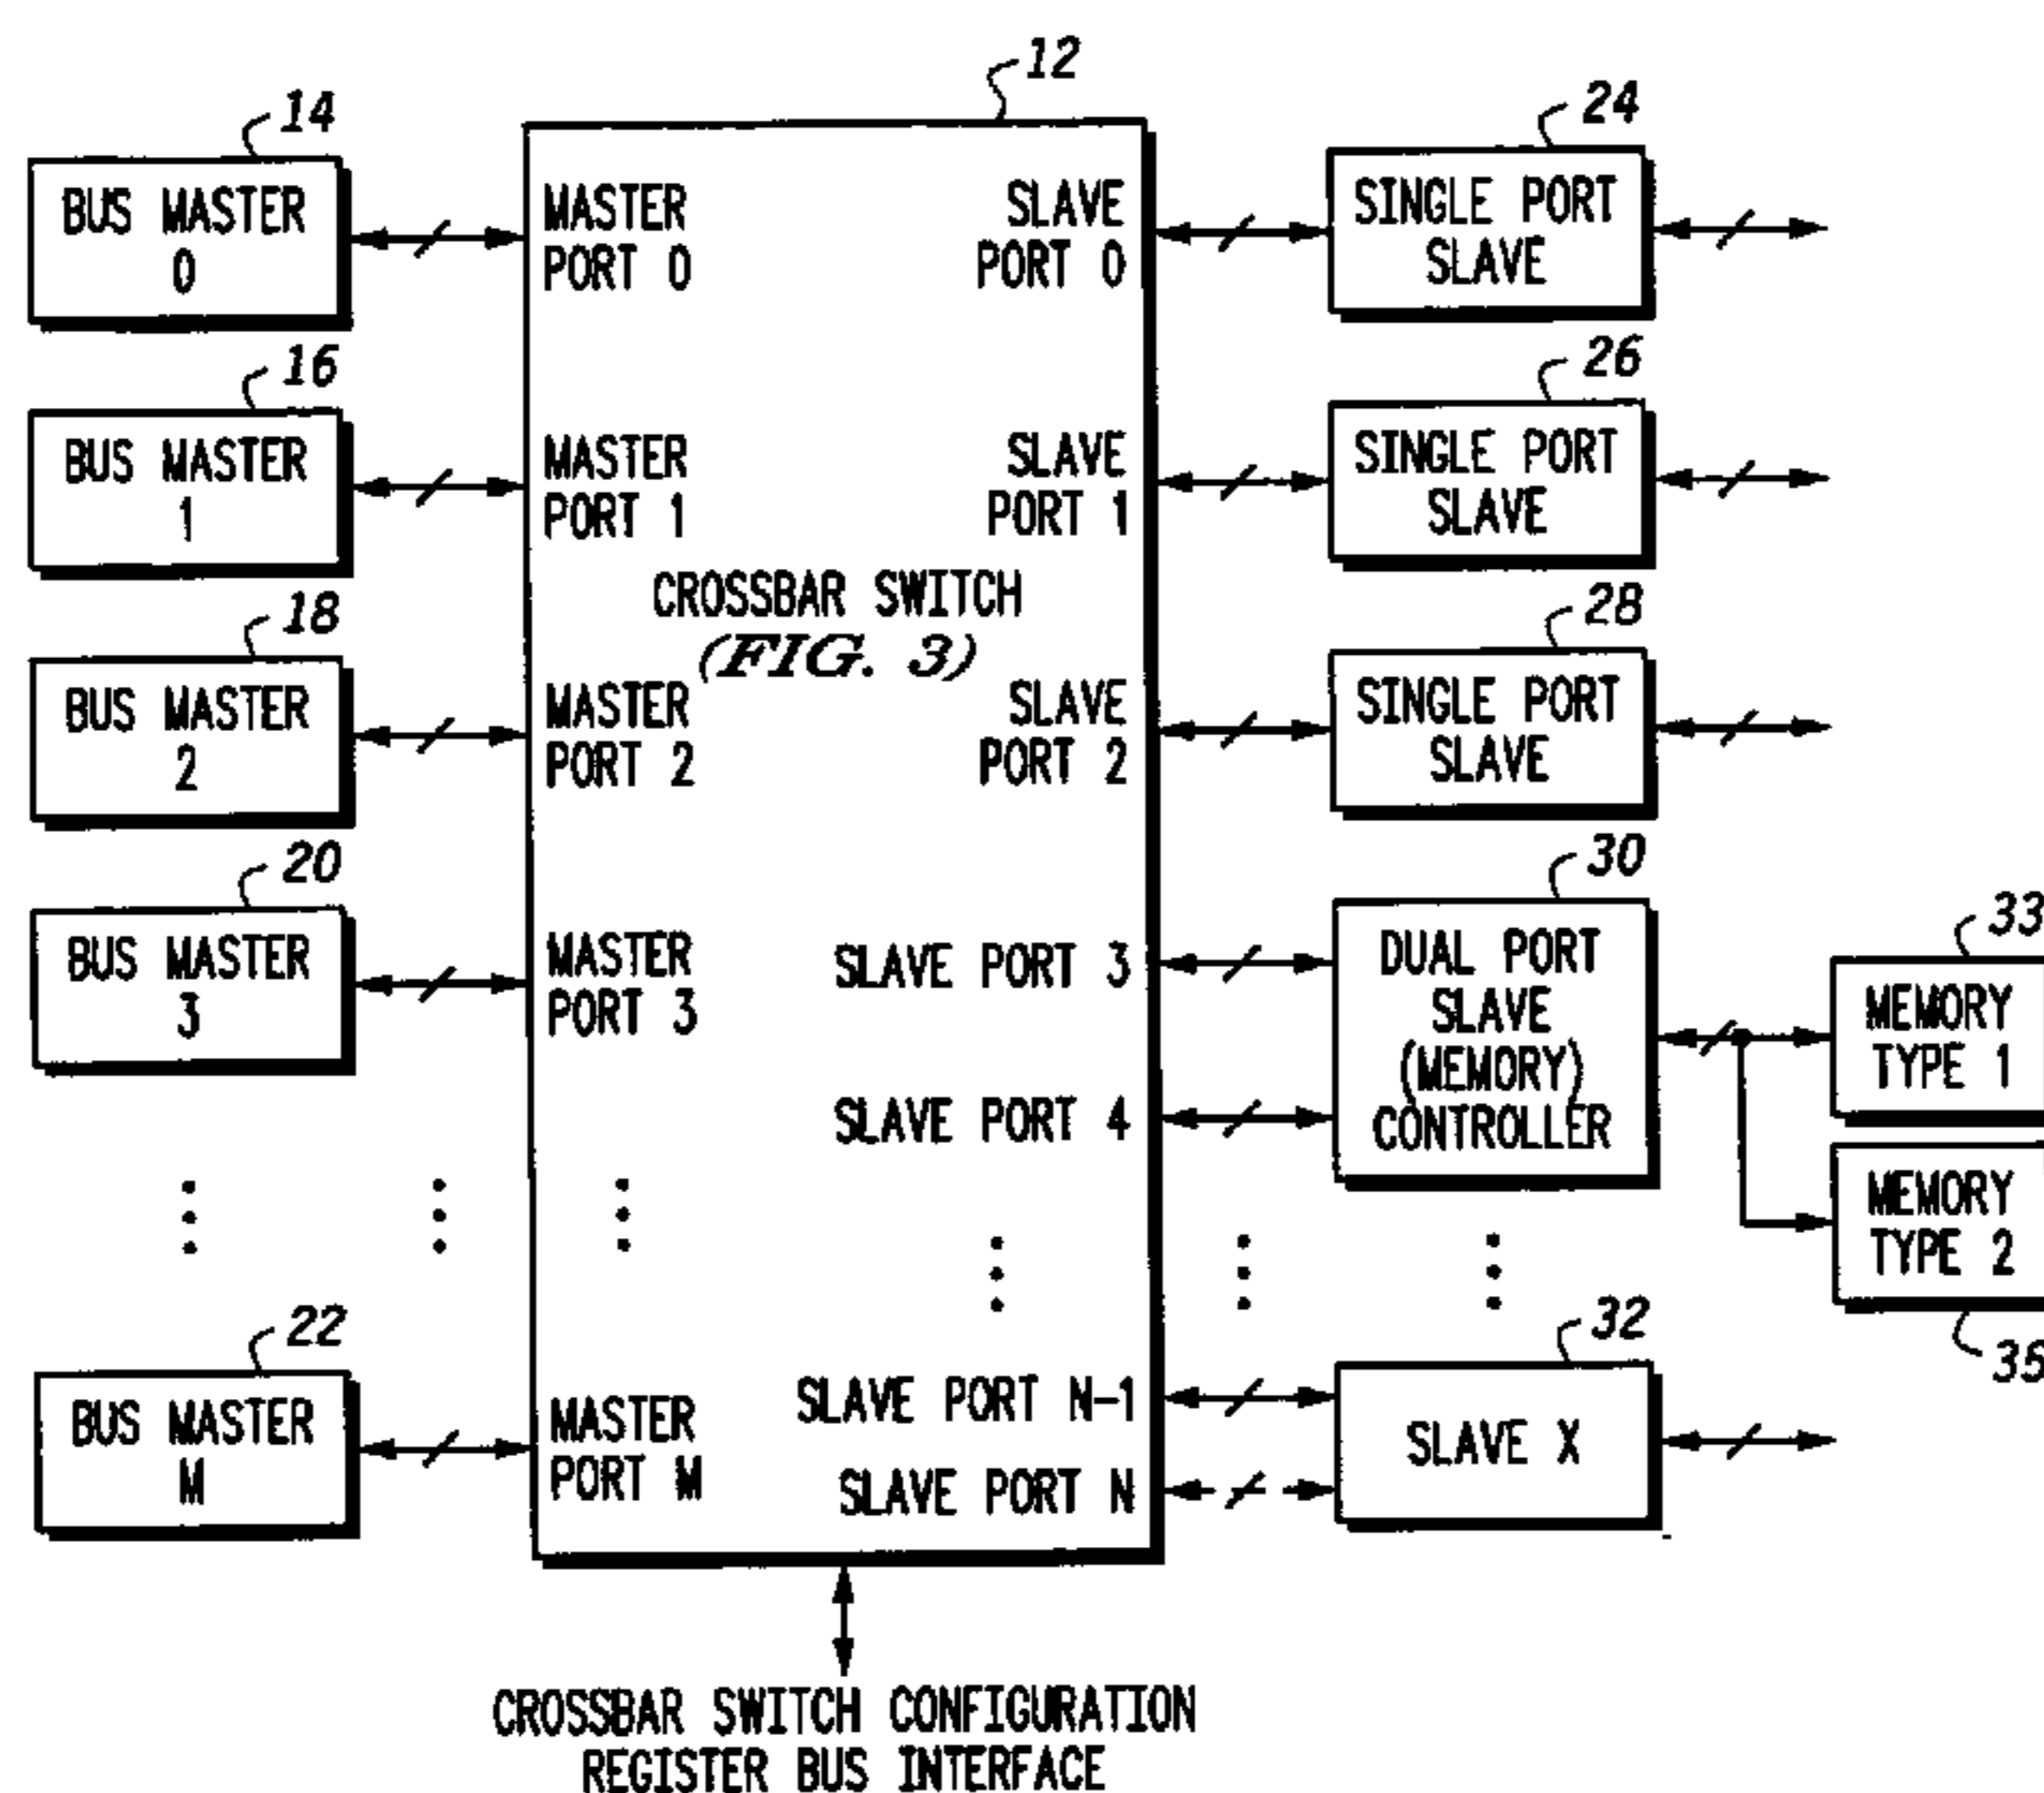 12
14
BUS MASTER
0
16
BUS MASTER
1
18
BUS MASTER
2
20
BUS MASTER
3
22
BUS MASTER
M
MASTER
PORT 0
MASTER
PORT 1
CROSSBAR SWITCH
(FIG. 3)
MASTER
PORT 2
MASTER
PORT 3
MASTER
PORT M
SLAVE
PORT 0
SLAVE
PORT 1
SLAVE
PORT 2
SLAVE PORT 3
SLAVE PORT 4
SLAVE PORT N-1
SLAVE PORT N
24
SINGLE PORT
SLAVE
26
SINGLE PORT
SLAVE
28
SINGLE PORT
SLAVE
30
DUAL PORT
SLAVE
(MEMORY)
CONTROLLER
32
SLAVE X
33
MEMORY
TYPE 1
MEMORY
TYPE 2
CROSSBAR SWITCH CONFIGURATION
REGISTER BUS INTERFACE